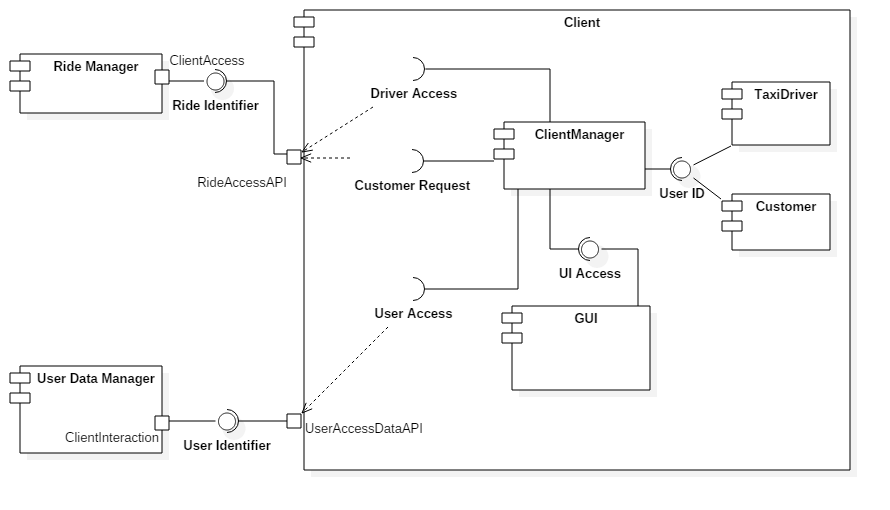 Client
ClientAccess
Ride Manager
Ride Identifier
Driver Access
TaxiDriver
ClientManager
RideAccessAPI
Customer Request
User ID
Customer
UI Access
User Access
GUI
User Data Manager
ClientInteraction
User Identifier
UserAccessDataAPI